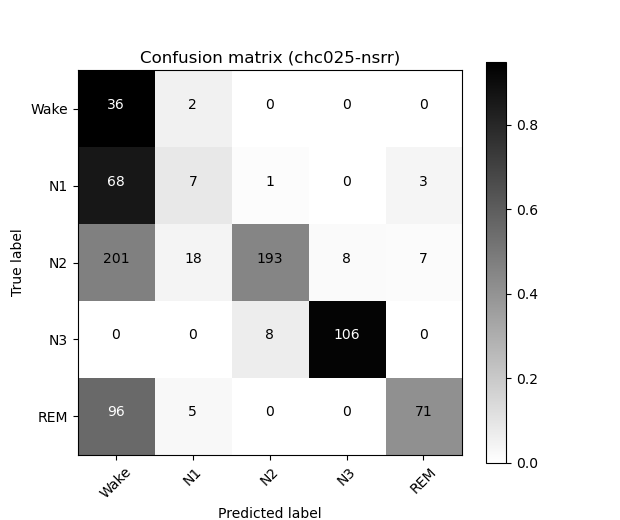 Confusion matrix (chc025-nsrr)
True label
Wake 36 2 0 0 0
N1 68 7 1 0 3
N2 201 18 193 8 7
N3 0 0 8 106 0
REM 96 5 0 0 71
Wake N1 N2 N3 REM
Predicted label
0.8
0.6
0.4
0.2
0.0